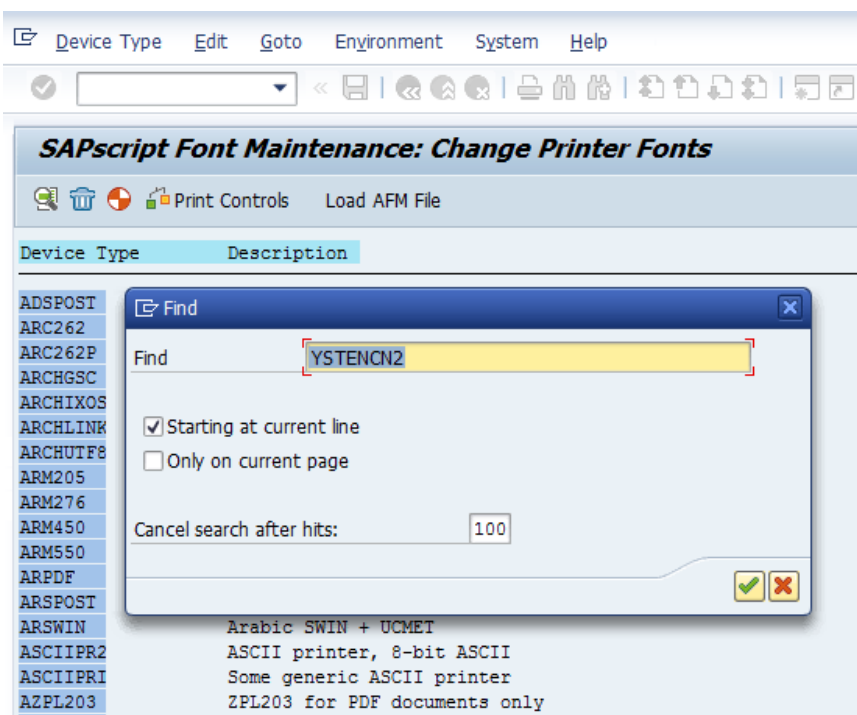 Device Type Edit Goto Environment System Help
SAPscript Font Maintenance: Change Printer Fonts
Print Controls Load AFM File
Device Type Description
ADSPOST
ARC262
ARC262P
ARCHGSC
ARCHIXOS
ARCHLINK
ARCHUTF8
ARM205
ARM276
ARM450
ARM550
ARPDF
ARSPOST
Find
Find YSTENCN2
Starting at current line
Only on current page
Cancel search after hits: 100
ARSWIN Arabic SWIN + UCMET
ASCIIPR2 ASCII printer, 8-bit ASCII
ASCIIPRI Some generic ASCII printer
AZPL203 ZPL203 for PDF documents only